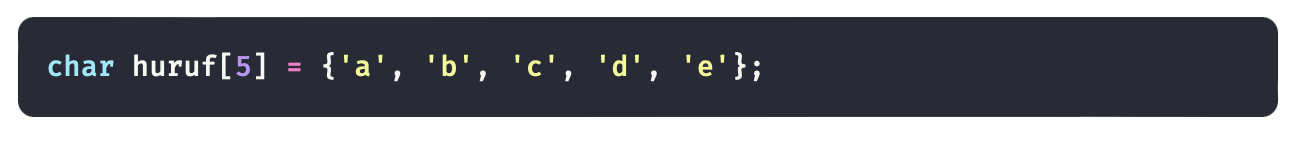 char huruf[5] = {'a', 'b', 'c', 'd', 'e'};